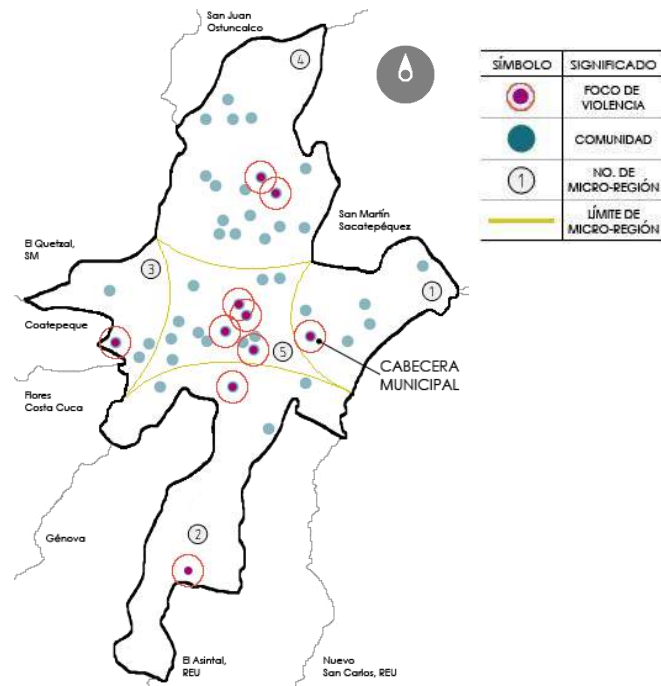 San Juan
Ostuncalco
4
SÍMBOLO SIGNIFICADO
FOCO DE
VIOLENCIA
COMUNIDAD
1 NO. DE
MICRO-REGIÓN
LÍMITE DE
MICRO-REGIÓN
San Martín
Sacatepéquez
El Quetzal,
SM
3
1
Coatepeque
5
CABECERA
MUNICIPAL
Flores
Costa Cuca
Génova
2
El Asintal,
REU
Nuevo
San Carlos, REU